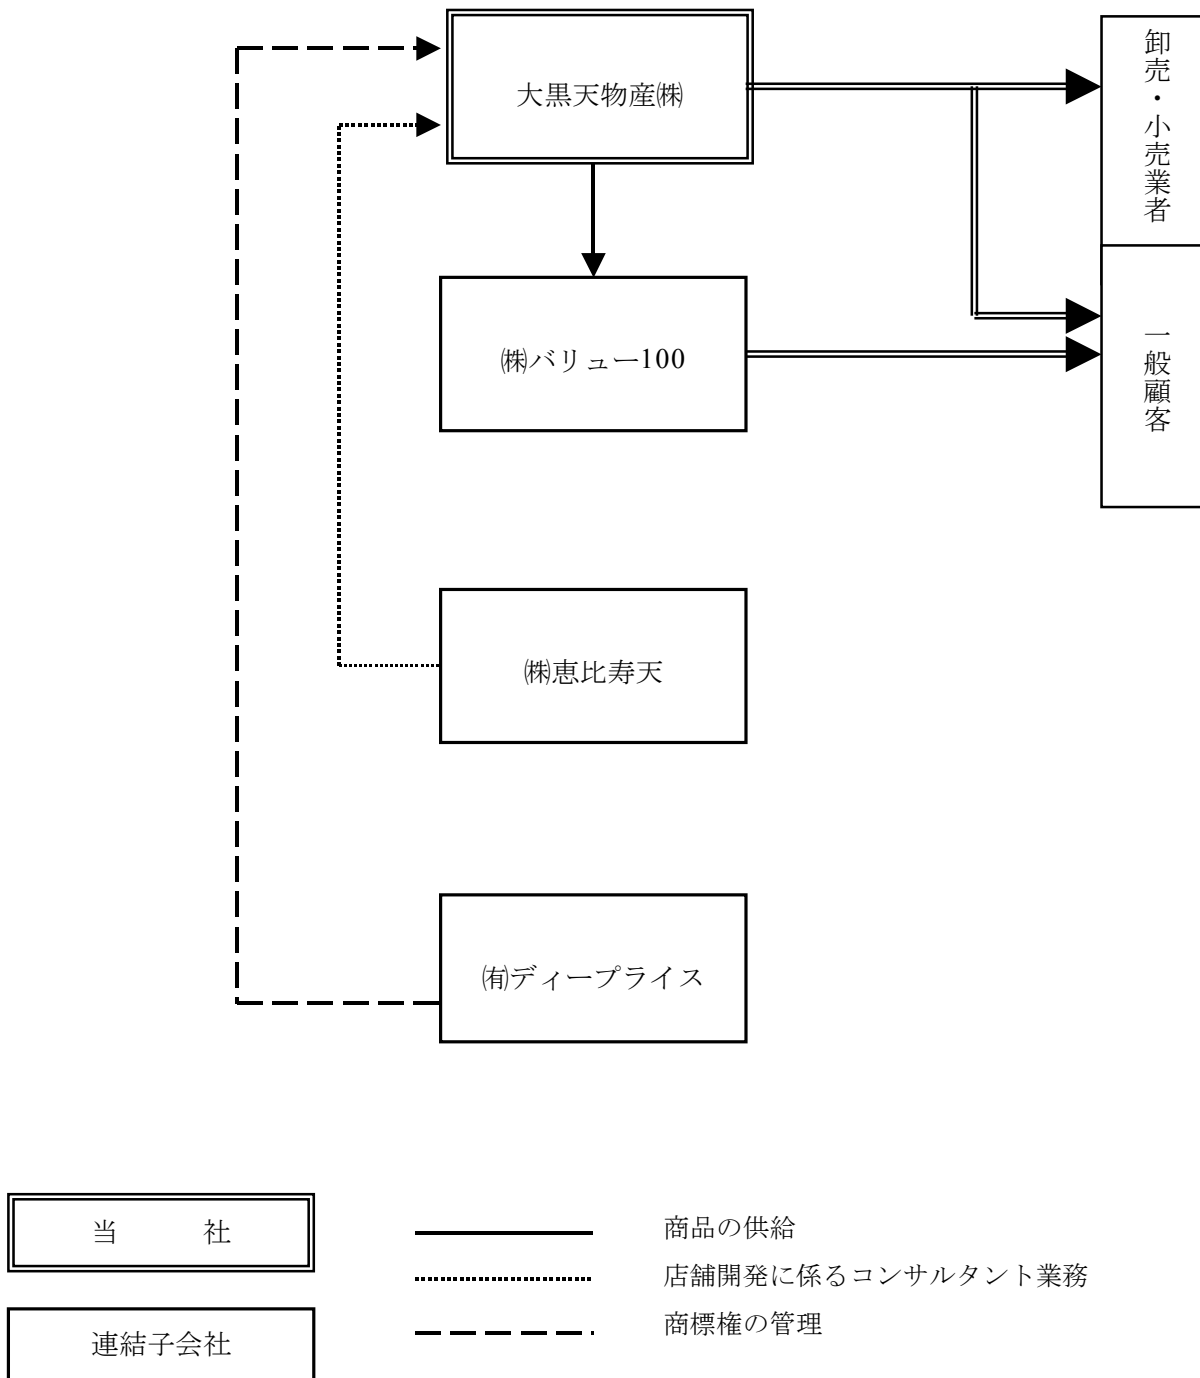 大黒天物産㈱
卸売・小売業者
㈱バリュー100
一般顧客
㈱恵比寿天
㈲ディープライス
当　　　社
商品の供給
店舗開発に係るコンサルタント業務
商標権の管理
連結子会社